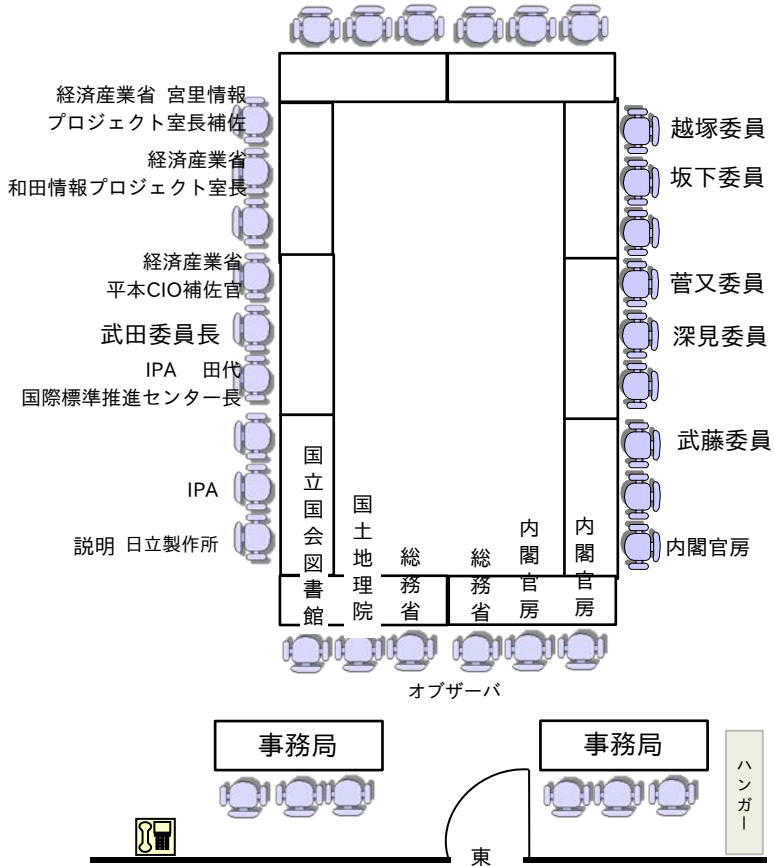 経済産業省 宮里情報
プロジェクト室長補佐
経済産業省
和田情報プロジェクト室長
経済産業省
平本CIO補佐官
武田委員長
IPA 田代
国際標準推進センター長
IPA
説明 日立製作所
越塚委員
坂下委員
菅又委員
深見委員
武藤委員
内閣官房
国立国会図書館
国土地理院
総務省
総務省
内閣官房
内閣官房
オブザーバ
事務局
事務局
ハンガー
東